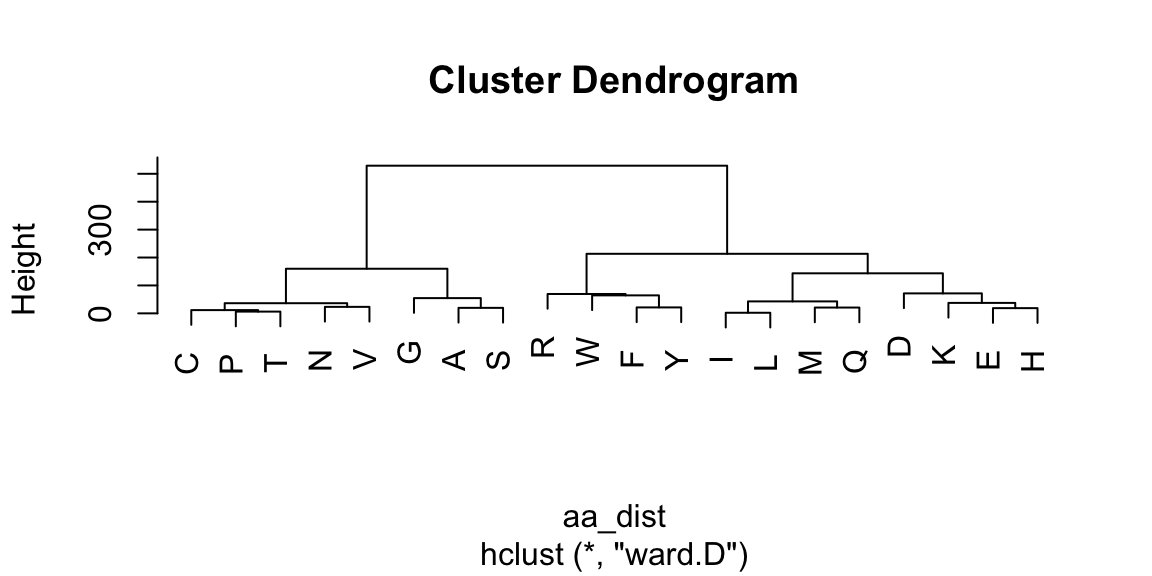 Cluster Dendrogram
Height
0 300
C P T N V G A S R W F Y I L M Q D K E H
aa_dist
hclust (*, "ward.D")